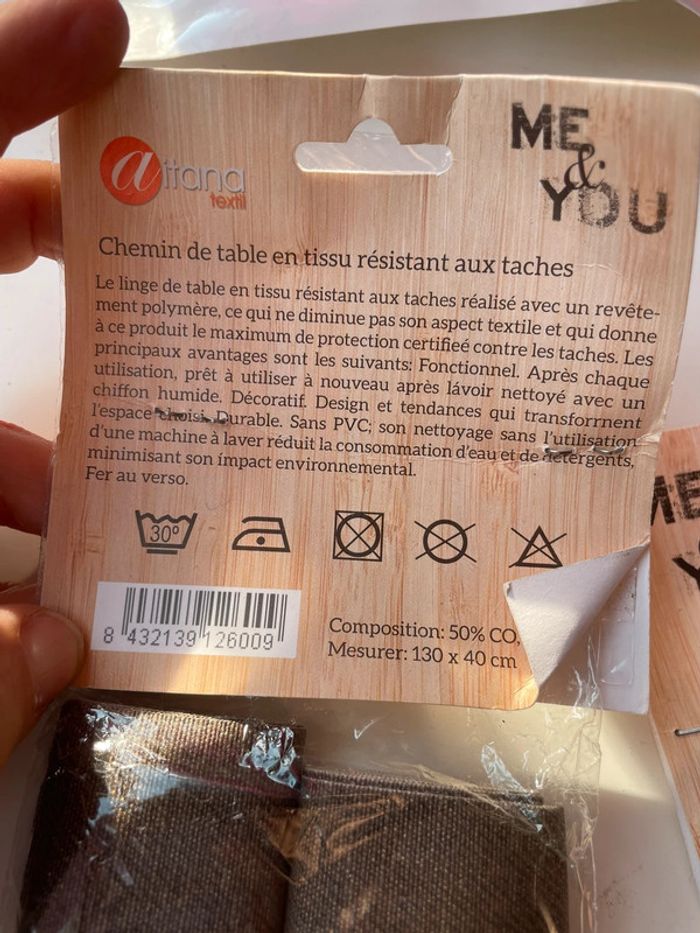 aitana
textil
ME
&
YOU
Chemin de table en tissu résistant aux taches
Le linge de table en tissu résistant aux taches réalisé avec un revête-
ment polymère, ce qui ne diminue pas son aspect textile et qui donne
à ce produit le maximum de protection certifieé contre les taches. Les
principaux avantages sont les suivants: Fonctionnel. Après chaque
utilisation, prêt à utiliser à nouveau après lávoir nettoyé avec un
chiffon humide. Décoratif. Design et tendances qui transforrnent
l'espace choisi. Durable. Sans PVC; son nettoyage sans l'utilisation
d'une machine à laver réduit la consommation d'eau et de detergents,
minimisant son ímpact environnemental.
Fer au verso.
30°
8 432139 126009
Composition: 50% CO,
Mesurer: 130 x 40 cm
ME